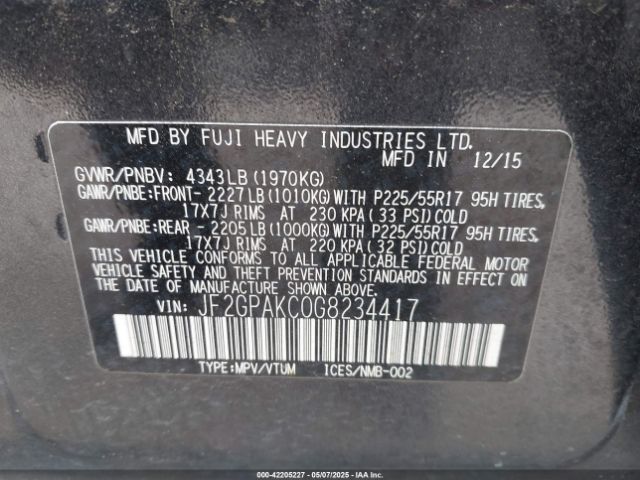 MFD BY FUJI HEAVY INDUSTRIES LTD.
MFD IN 12/15
GVWR/PNBV: 4343LB(1970KG)
GAWR/PNBE:FRONT- 2227LB(1010KG)WITH P225/55R17 95H TIRES,
17X7J RIMS AT 230 KPA(33 PSI)COLD
GAWR/PNBE:REAR - 2205LB(1000KG)WITH P225/55R17 95H TIRES,
17X7J RIMS AT 220 KPA(32 PSI)COLD
THIS VEHICLE CONFORMS TO ALL APPLICABLE FEDERAL MOTOR
VEHICLE SAFETY AND THEFT PREVENTION STANDARDS IN EFFECT ON
THE DATE OF MANUFACTURE SHOWN ABOVE.
VIN: JF2GPAKC0G8234417
TYPE:MPV/VTUM ICES/NMB-002
© 42205227 - 05/07/2025 - IAAI.COM